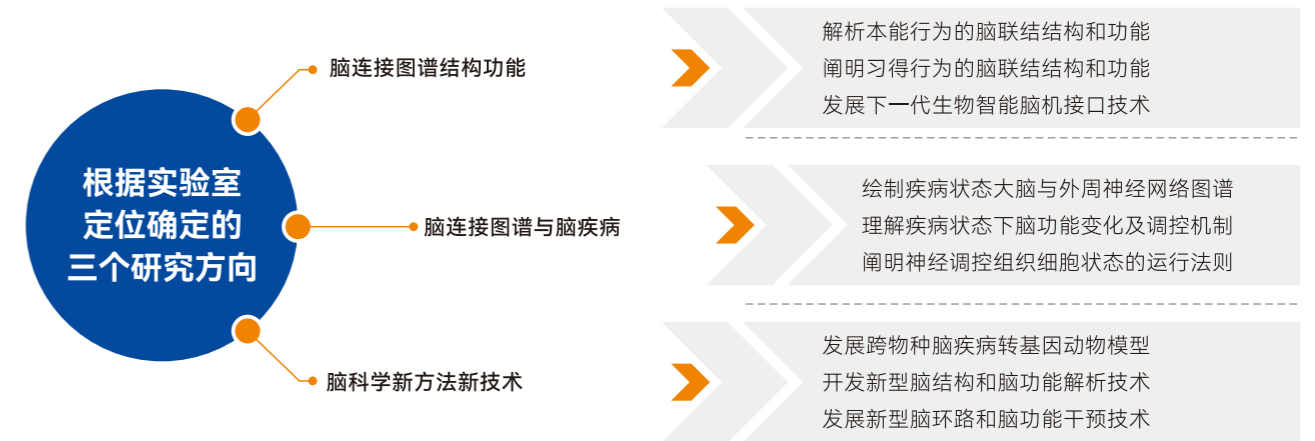 根据实验室
定位确定的
三个研究方向
脑连接图谱结构功能
解析本能行为的脑联结结构和功能
阐明习得行为的脑联结结构和功能
发展下一代生物智能脑机接口技术
脑连接图谱与脑疾病
绘制疾病状态大脑与外周神经网络图谱
理解疾病状态下脑功能变化及调控机制
阐明神经调控组织细胞状态的运行法则
脑科学新方法新技术
发展跨物种脑疾病转基因动物模型
开发新型脑结构和脑功能解析技术
发展新型脑环路和脑功能干预技术